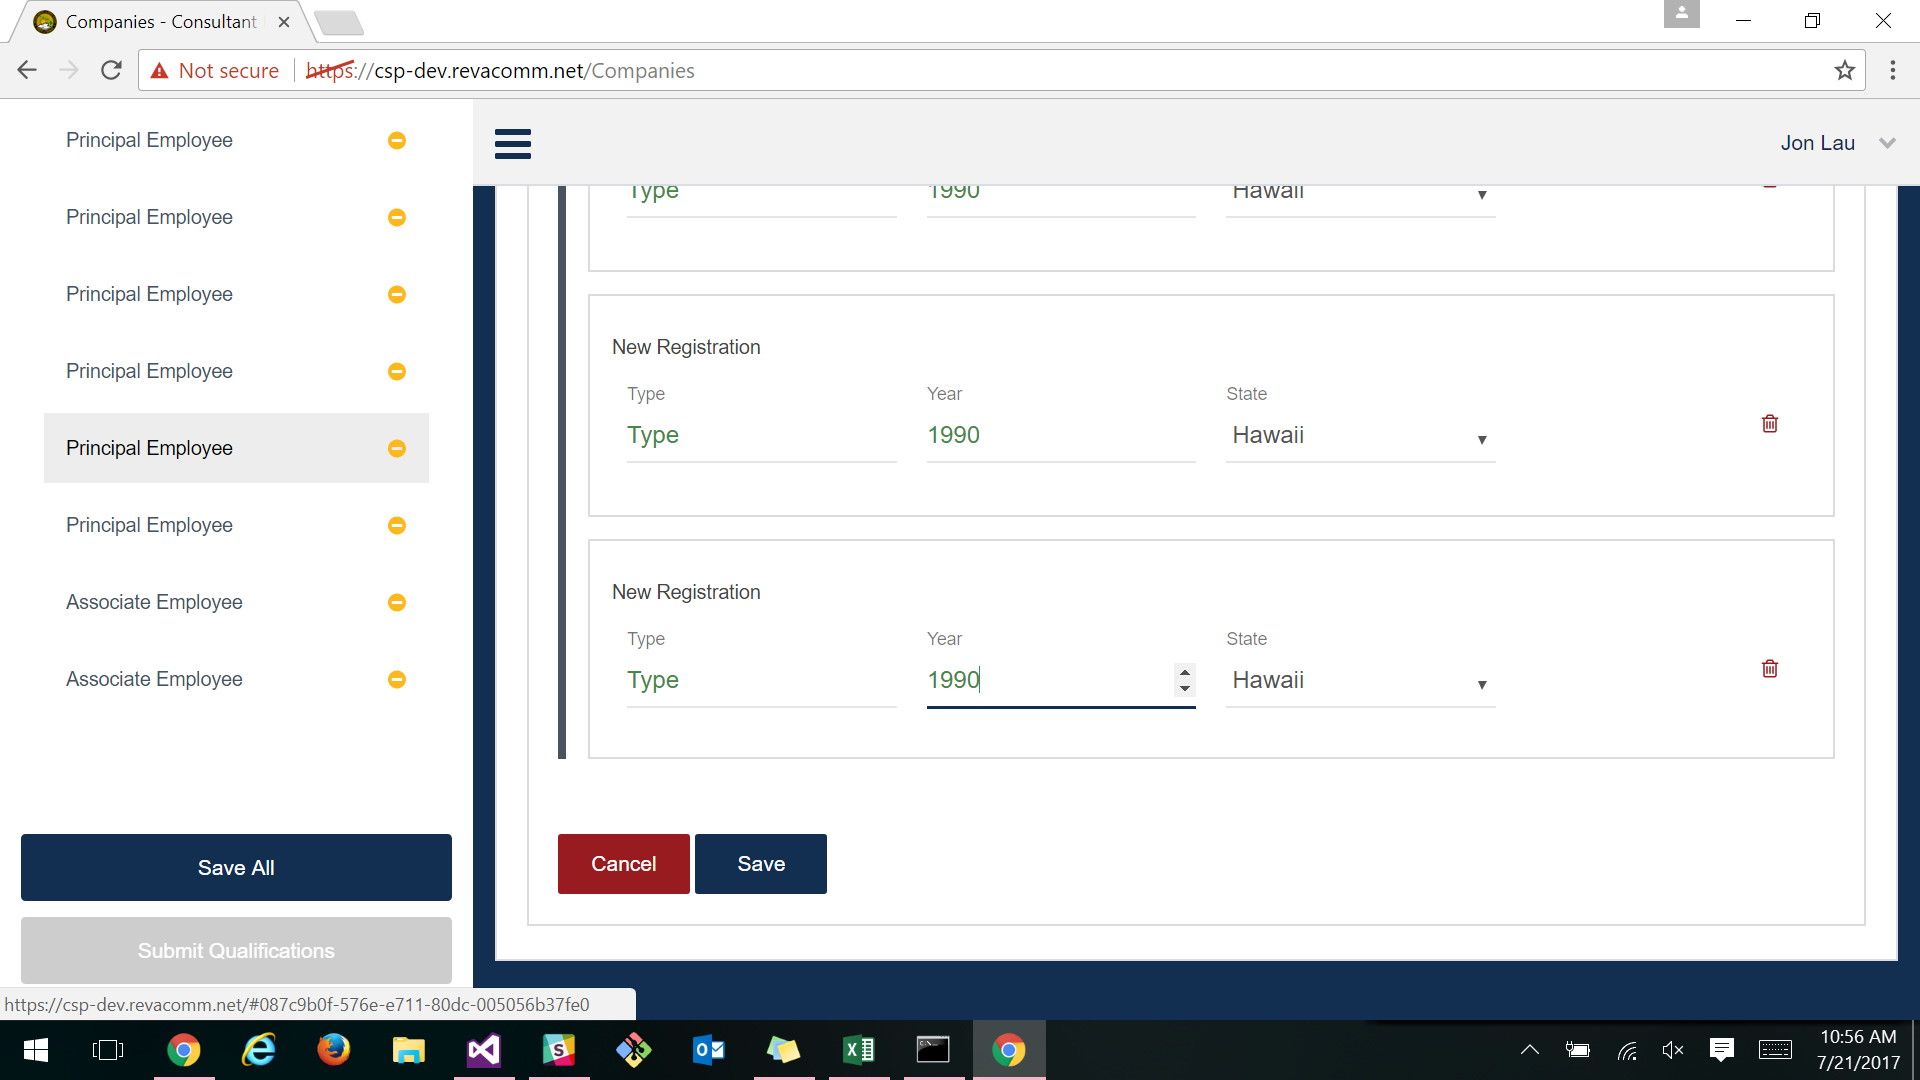 Companies - Consultant
Not secure
https://csp-dev.revacomm.net/Companies
Principal Employee
Principal Employee
Principal Employee
Principal Employee
Principal Employee
Principal Employee
Associate Employee
Associate Employee
Save All
Submit Qualifications
Jon Lau
Type 1990 Hawaii
New Registration
Type Year State
Type 1990 Hawaii
New Registration
Type Year State
Type 1990 Hawaii
Cancel Save
https://csp-dev.revacomm.net/#087c9b0f-576e-e711-80dc-005056b37fe0
10:56 AM
7/21/2017